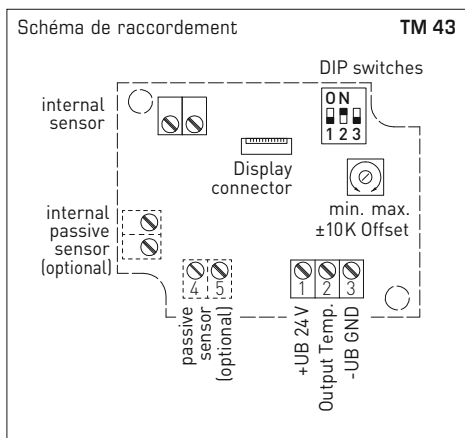 Schéma de raccordement
TM 43
DIP switches
internal
sensor
ON
1 2 3
Display
connector
internal
passive
sensor
(optional)
min. max.
±10K Offset
4 5
1 2 3
passive
sensor
(optional)
+UB 24 V
Output Temp.
-UB GND